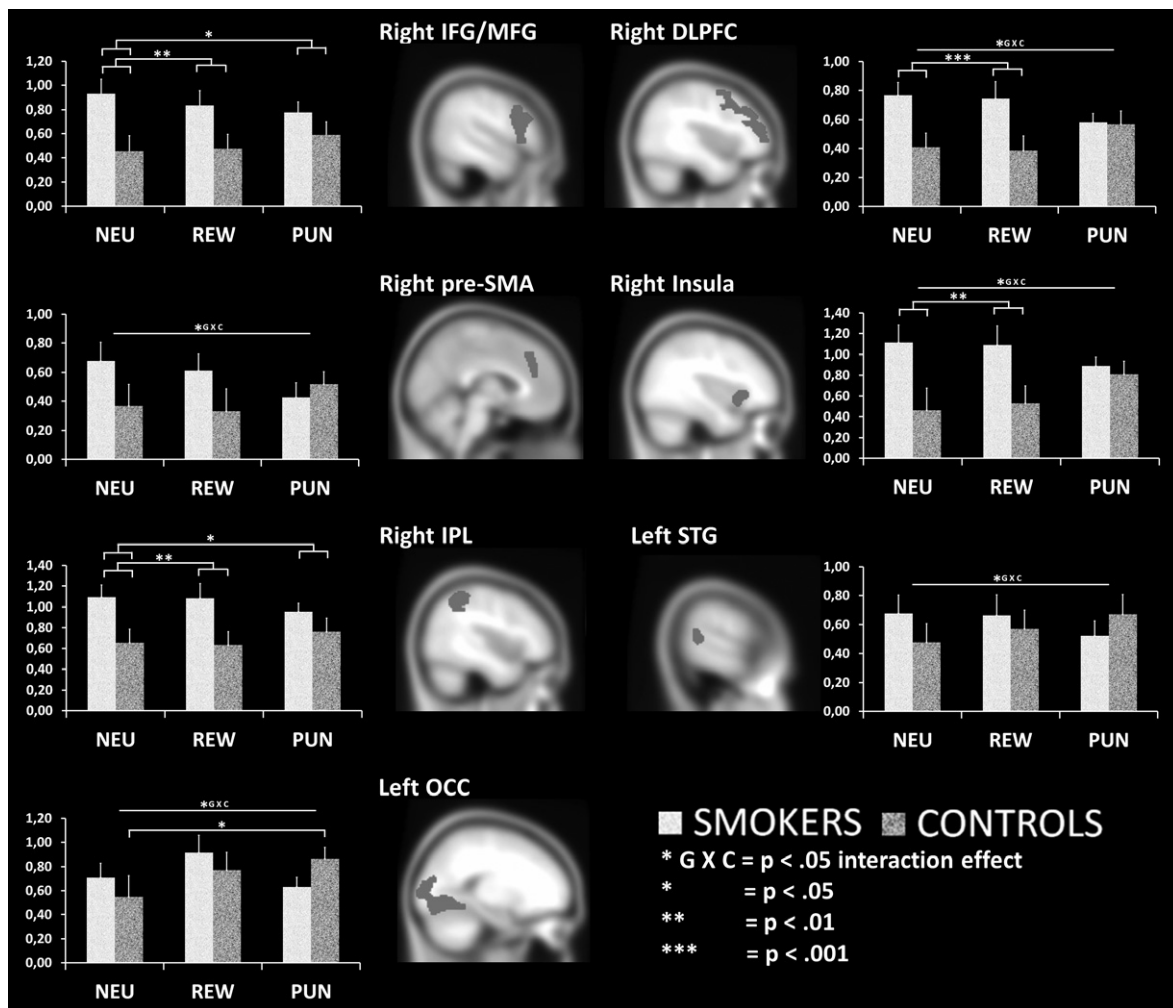 Right IFG/MFG
*
**
1,20
1,00
0,80
0,60
0,40
0,20
0,00
NEU REW PUN
Right DLPFC
*G X C
***
1,00
0,80
0,60
0,40
0,20
0,00
NEU REW PUN
Right pre-SMA
*G X C
1,00
0,80
0,60
0,40
0,20
0,00
NEU REW PUN
Right Insula
*G X C
**
1,40
1,20
1,00
0,80
0,60
0,40
0,20
0,00
NEU REW PUN
Right IPL
*
**
1,40
1,20
1,00
0,80
0,60
0,40
0,20
0,00
NEU REW PUN
Left STG
*G X C
1,00
0,80
0,60
0,40
0,20
0,00
NEU REW PUN
Left OCC
*G X C
*
1,20
1,00
0,80
0,60
0,40
0,20
0,00
NEU REW PUN
SMOKERS CONTROLS
* G X C = p < .05 interaction effect
* = p < .05
** = p < .01
*** = p < .001